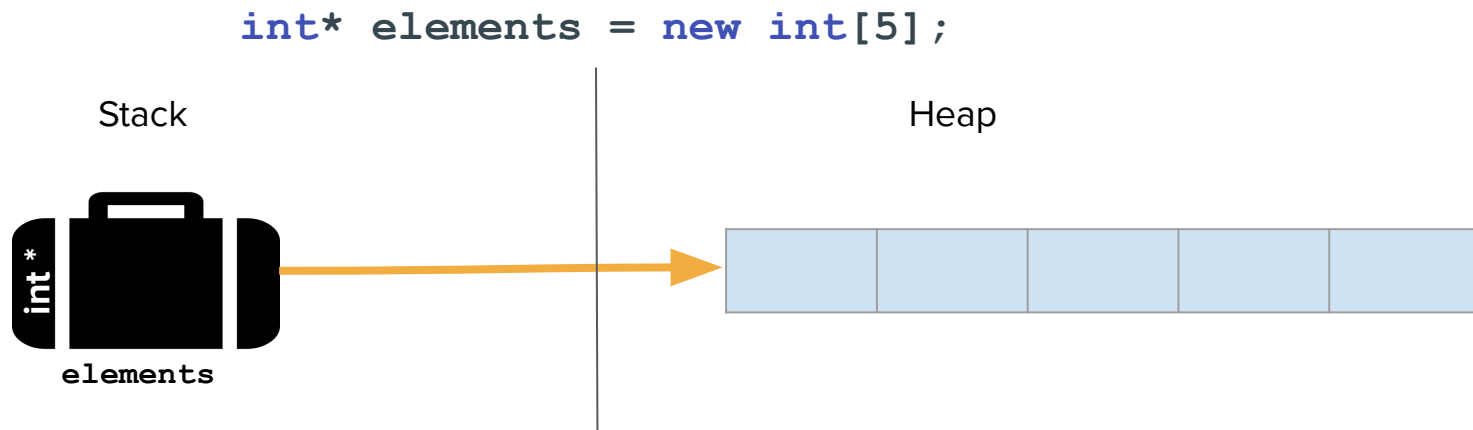 int* elements = new int[5];
Stack
Heap
int *
elements